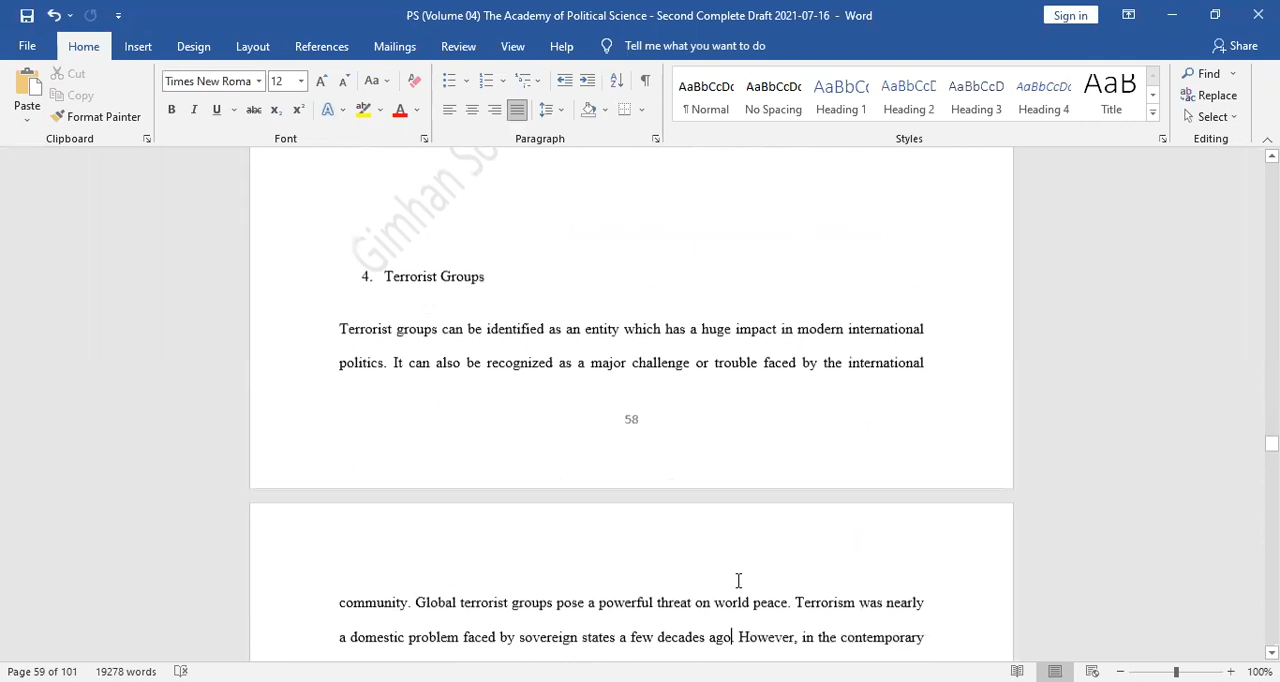 PS (Volume 04) The Academy of Political Science - Second Complete Draft 2021-07-16 - Word
Sign in
File Home Insert Design Layout References Mailings Review View Help Tell me what you want to do Share
Paste
Cut
Copy
Format Painter
Clipboard
Times New Roma 12
Font
Paragraph
AaBbCcDc AaBbCcDc AaBbCc AaBbCcD AaBbCcD AaBbCcDc AaB
¶ Normal No Spacing Heading 1 Heading 2 Heading 3 Heading 4 Title
Styles
Find
Replace
Select
Editing
Gimhan So
4. Terrorist Groups
Terrorist groups can be identified as an entity which has a huge impact in modern international
politics. It can also be recognized as a major challenge or trouble faced by the international
58
community. Global terrorist groups pose a powerful threat on world peace. Terrorism was nearly
a domestic problem faced by sovereign states a few decades ago. However, in the contemporary
Page 59 of 101 19278 words 100%